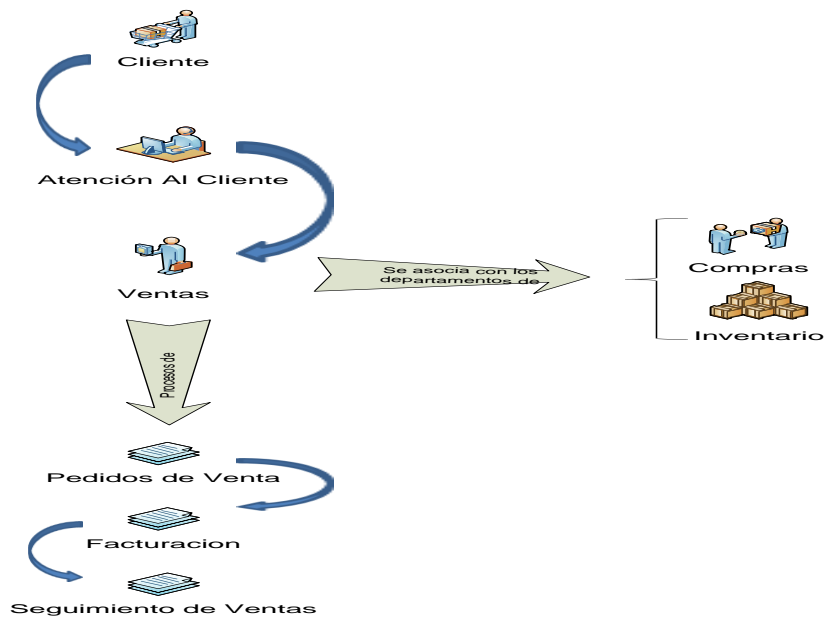 Cliente
Atención Al Cliente
Ventas
Se asocia con los
departamentos de
Compras
Inventario
Procesos de
Pedidos de Venta
Facturacion
Seguimiento de Ventas